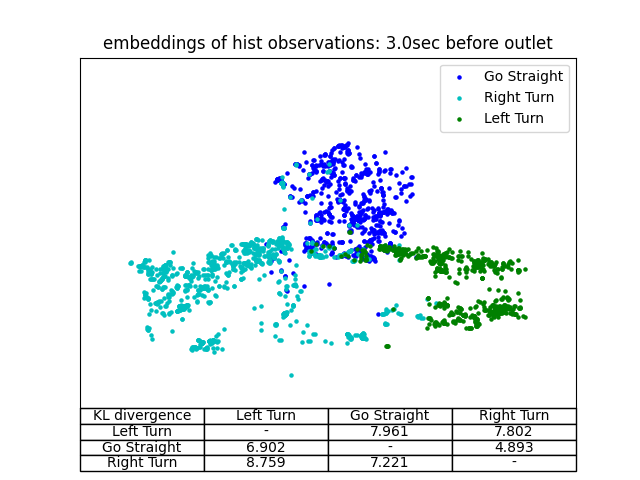 embeddings of hist observations: 3.0sec before outlet
Go Straight
Right Turn
Left Turn
KL divergence Left Turn Go Straight Right Turn
Left Turn - 7.961 7.802
Go Straight 6.902 - 4.893
Right Turn 8.759 7.221 -